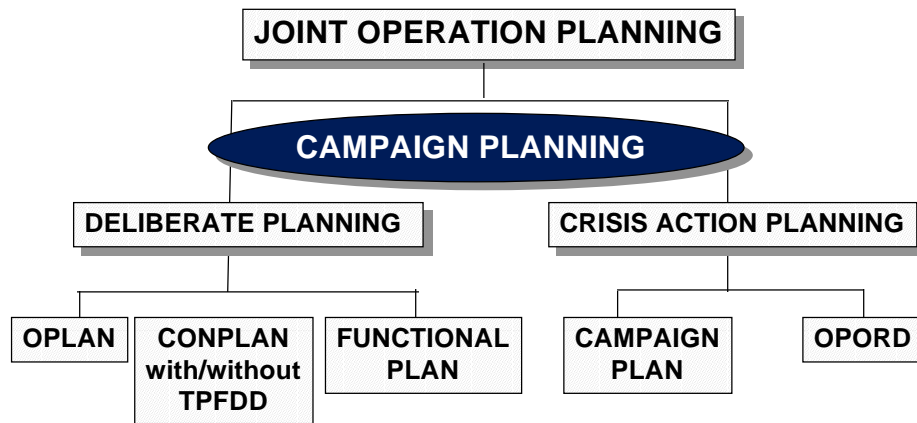 JOINT OPERATION PLANNING
CAMPAIGN PLANNING
DELIBERATE PLANNING
CRISIS ACTION PLANNING
OPLAN
CONPLAN
with/without
TPFDD
FUNCTIONAL
PLAN
CAMPAIGN
PLAN
OPORD